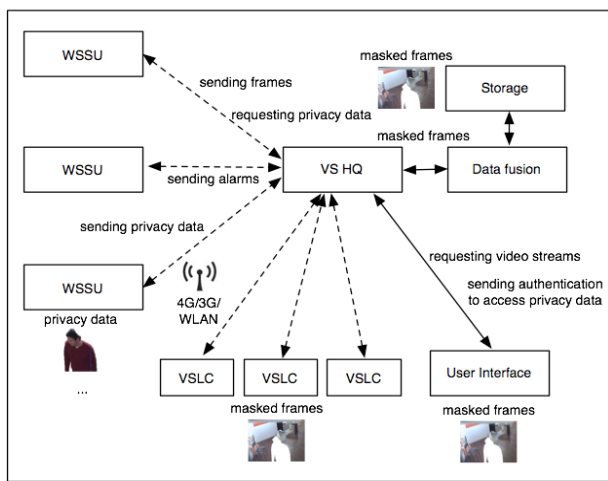 WSSU
sending frames
masked frames
Storage
requesting privacy data
masked frames
WSSU
VS HQ
Data fusion
sending alarms
sending privacy data
requesting video streams
WSSU
4G/3G/
WLAN
sending authentication
to access privacy data
privacy data
...
VSLC
VSLC
VSLC
User Interface
masked frames
masked frames